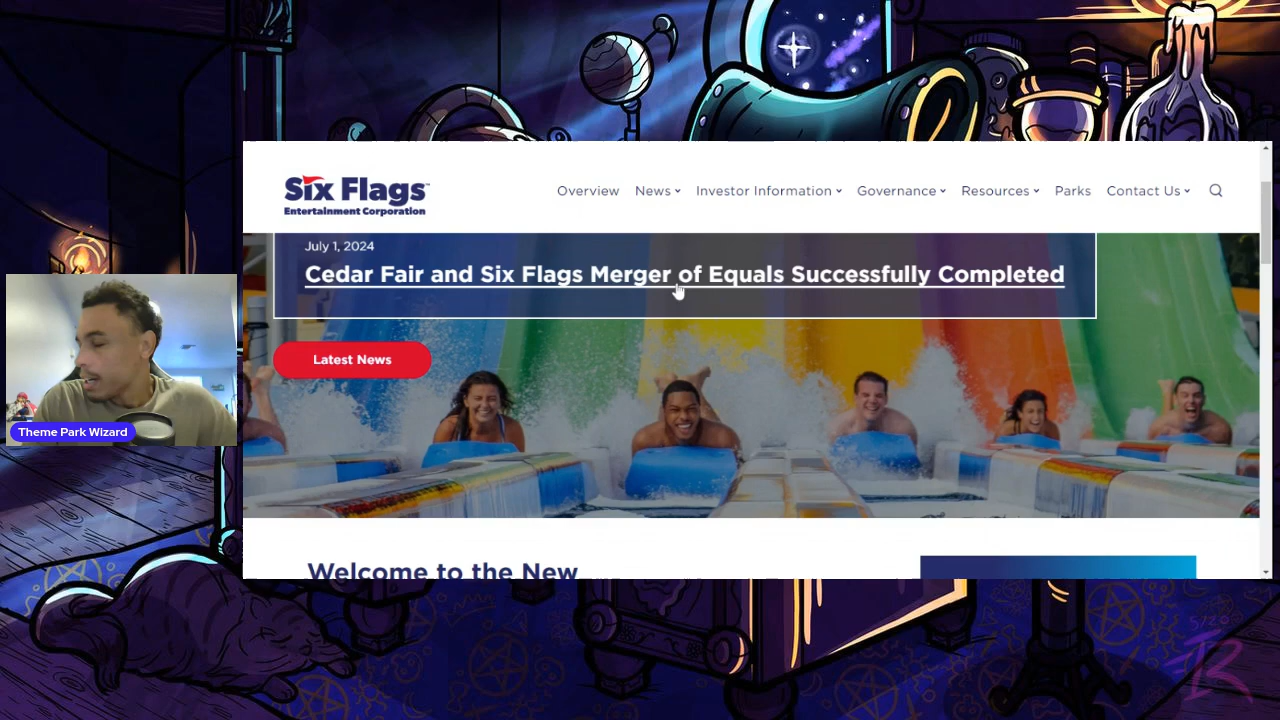 Six Flags™
Entertainment Corporation
Overview News Investor Information Governance Resources Parks Contact Us
July 1, 2024
Cedar Fair and Six Flags Merger of Equals Successfully Completed
Latest News
Theme Park Wizard
Welcome to the New